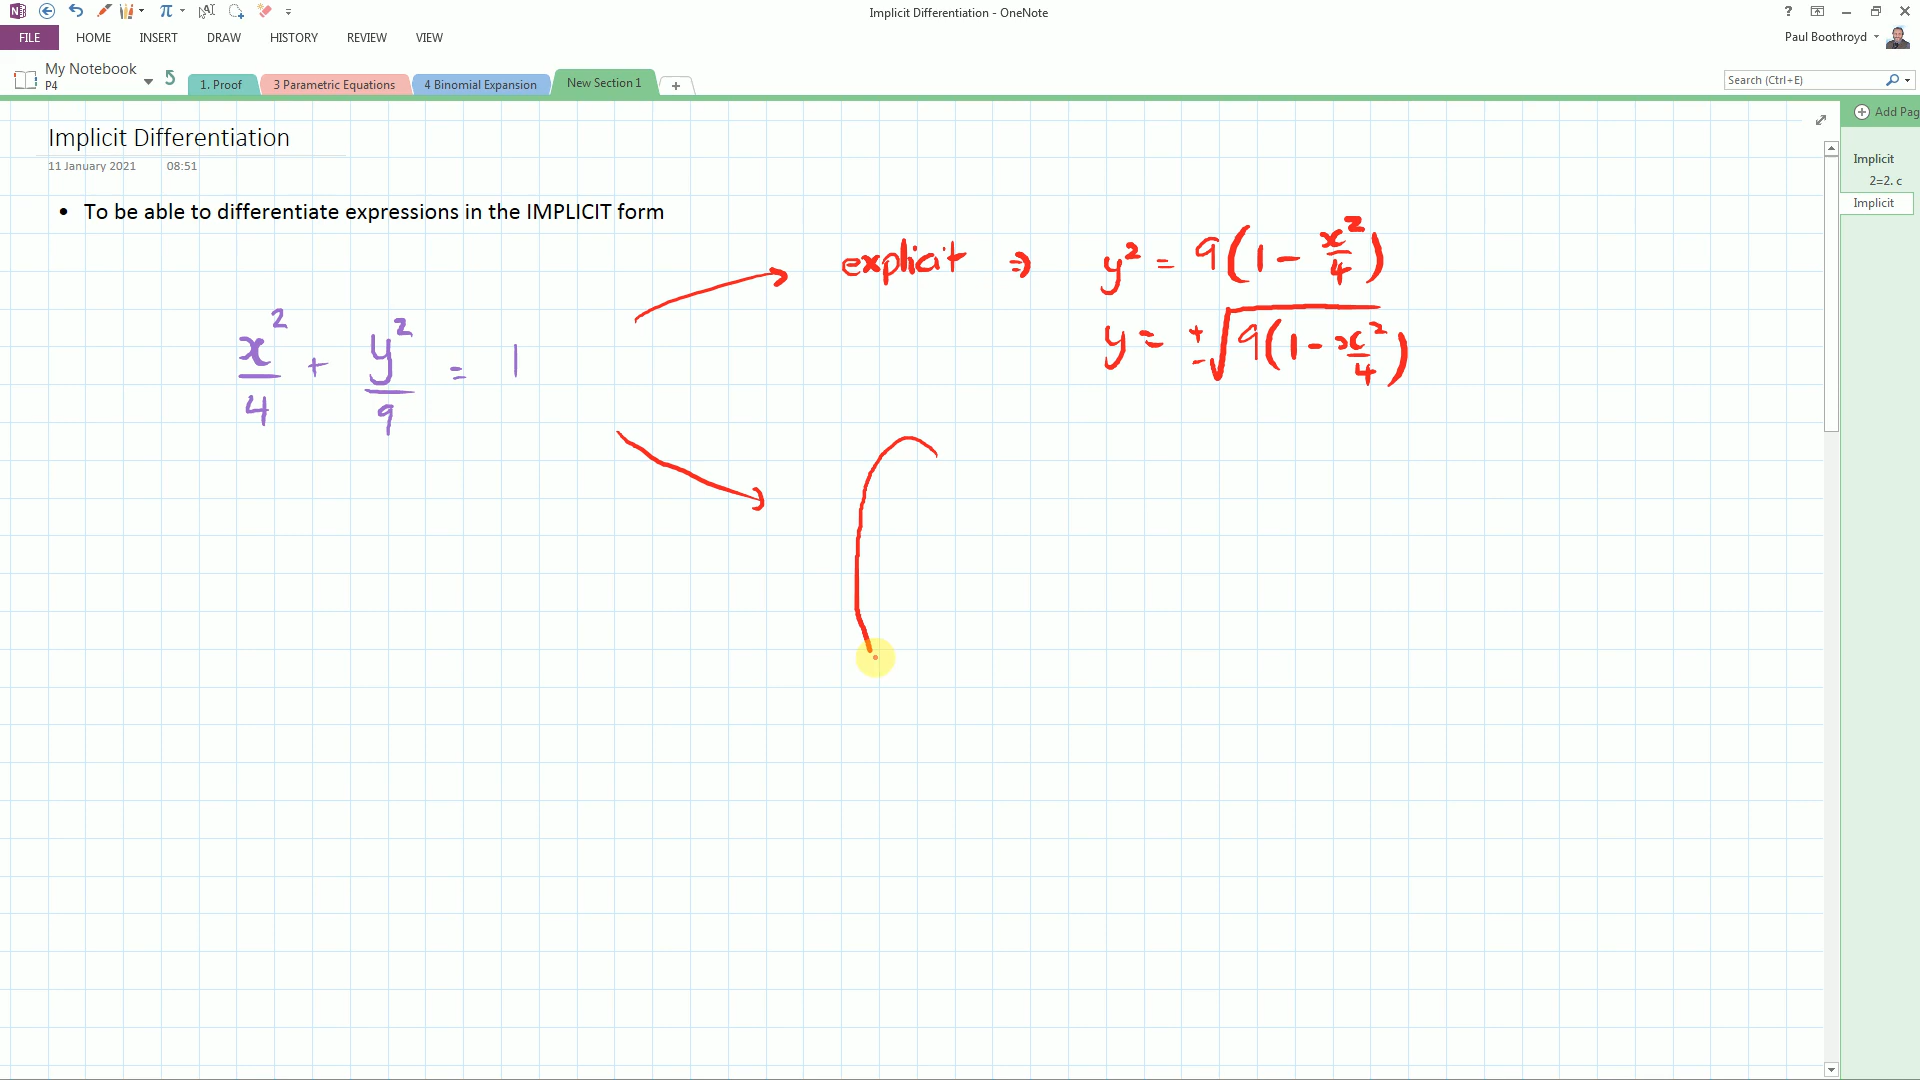 Implicit Differentiation - OneNote
FILE HOME INSERT DRAW HISTORY REVIEW VIEW
Paul Boothroyd
My Notebook
P4
1. Proof
3 Parametric Equations
4 Binomial Expansion
New Section 1
Search (Ctrl+E)
Add Pag
Implicit
2=2. c
Implicit
Implicit Differentiation
11 January 2021 08:51
• To be able to differentiate expressions in the IMPLICIT form
x²/4 + y²/9 = 1
explicit ⇒ y² = 9(1 - x²/4)
y = ±√9(1 - x²/4)